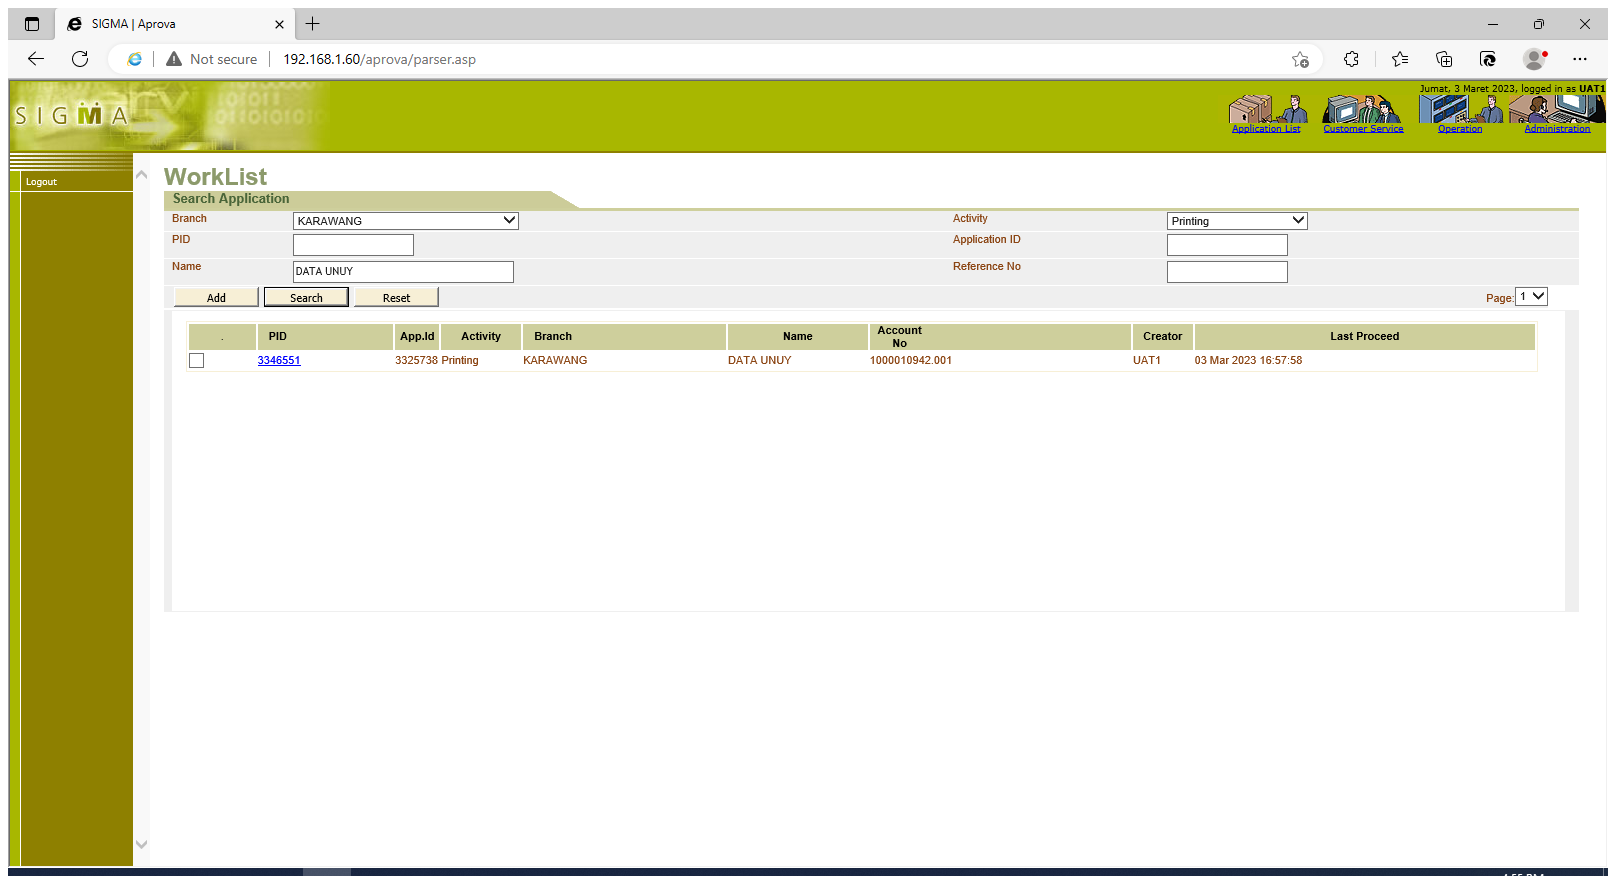 SIGMA | Aprova
Not secure
192.168.1.60/aprova/parser.asp
Jumat, 3 Maret 2023, logged in as UAT1
SIGMA
Application List
Customer Service
Operation
Administration
Logout
WorkList
Search Application
Branch KARAWANG Activity Printing
PID Application ID
Name DATA UNUY Reference No
Add Search Reset Page: 1
. PID App.Id Activity Branch Name Account No Creator Last Proceed
3346551 3325738 Printing KARAWANG DATA UNUY 1000010942.001 UAT1 03 Mar 2023 16:57:58